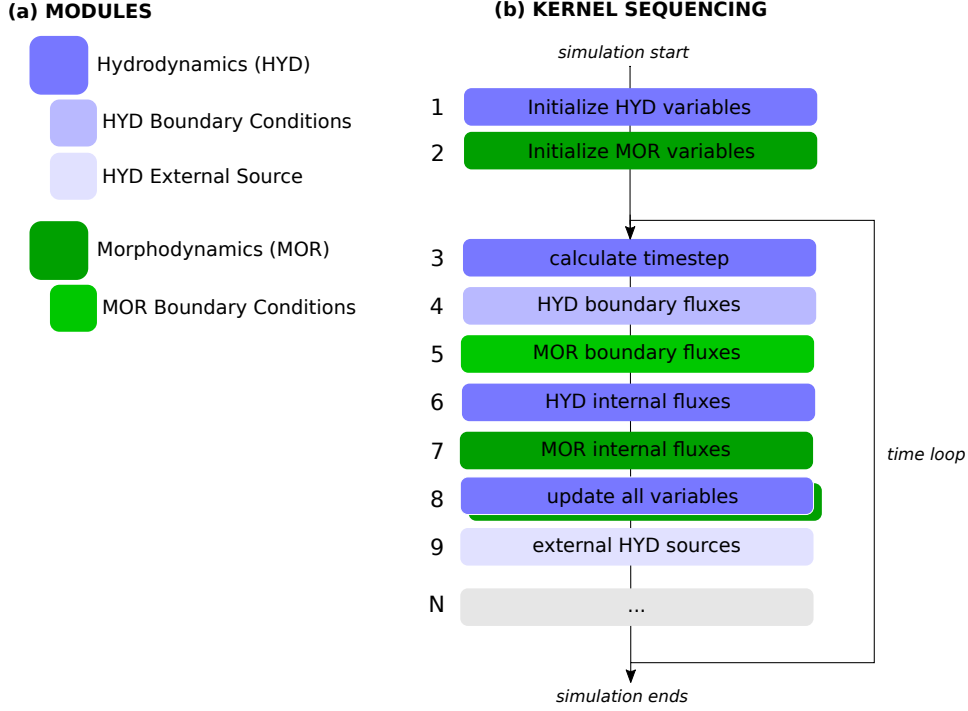 (a) MODULES
Hydrodynamics (HYD)
HYD Boundary Conditions
HYD External Source
Morphodynamics (MOR)
MOR Boundary Conditions
(b) KERNEL SEQUENCING
simulation start
1 Initialize HYD variables
2 Initialize MOR variables
3 calculate timestep
4 HYD boundary fluxes
5 MOR boundary fluxes
6 HYD internal fluxes
7 MOR internal fluxes
time loop
8 update all variables
9 external HYD sources
N ...
simulation ends